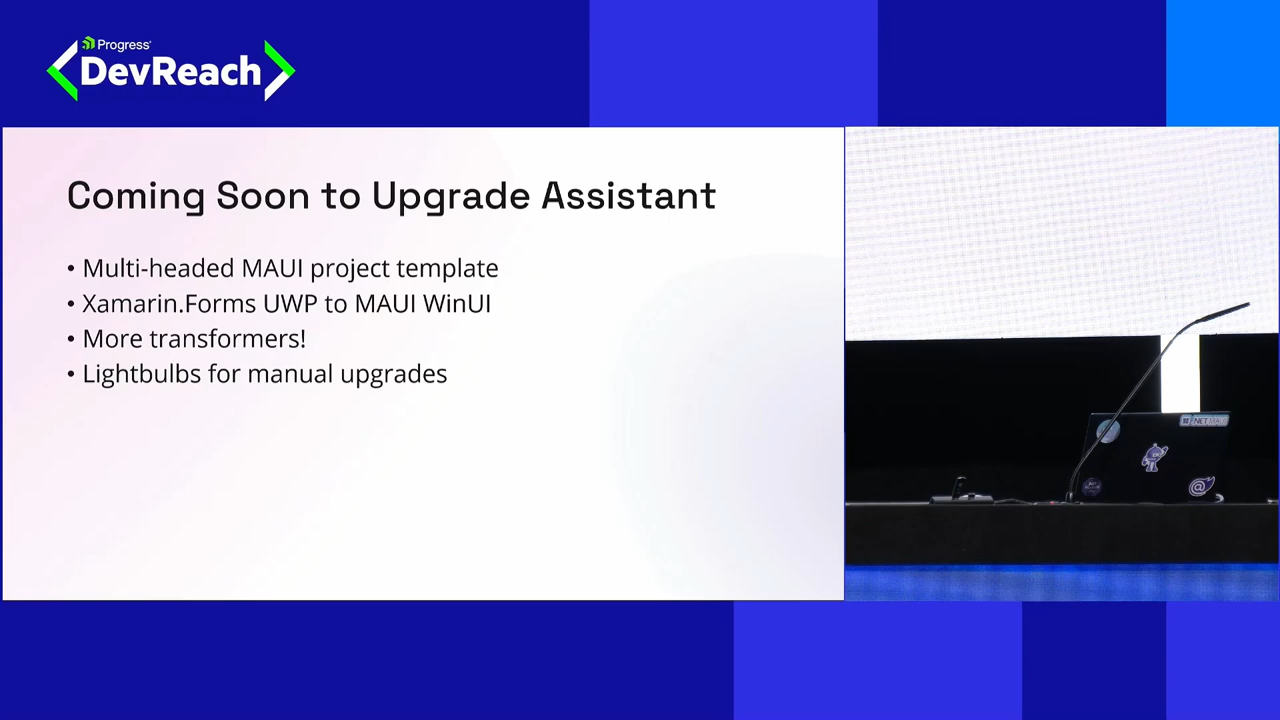 Progress
DevReach
Coming Soon to Upgrade Assistant
• Multi-headed MAUI project template
• Xamarin.Forms UWP to MAUI WinUI
• More transformers!
• Lightbulbs for manual upgrades
.NET MAUI
@